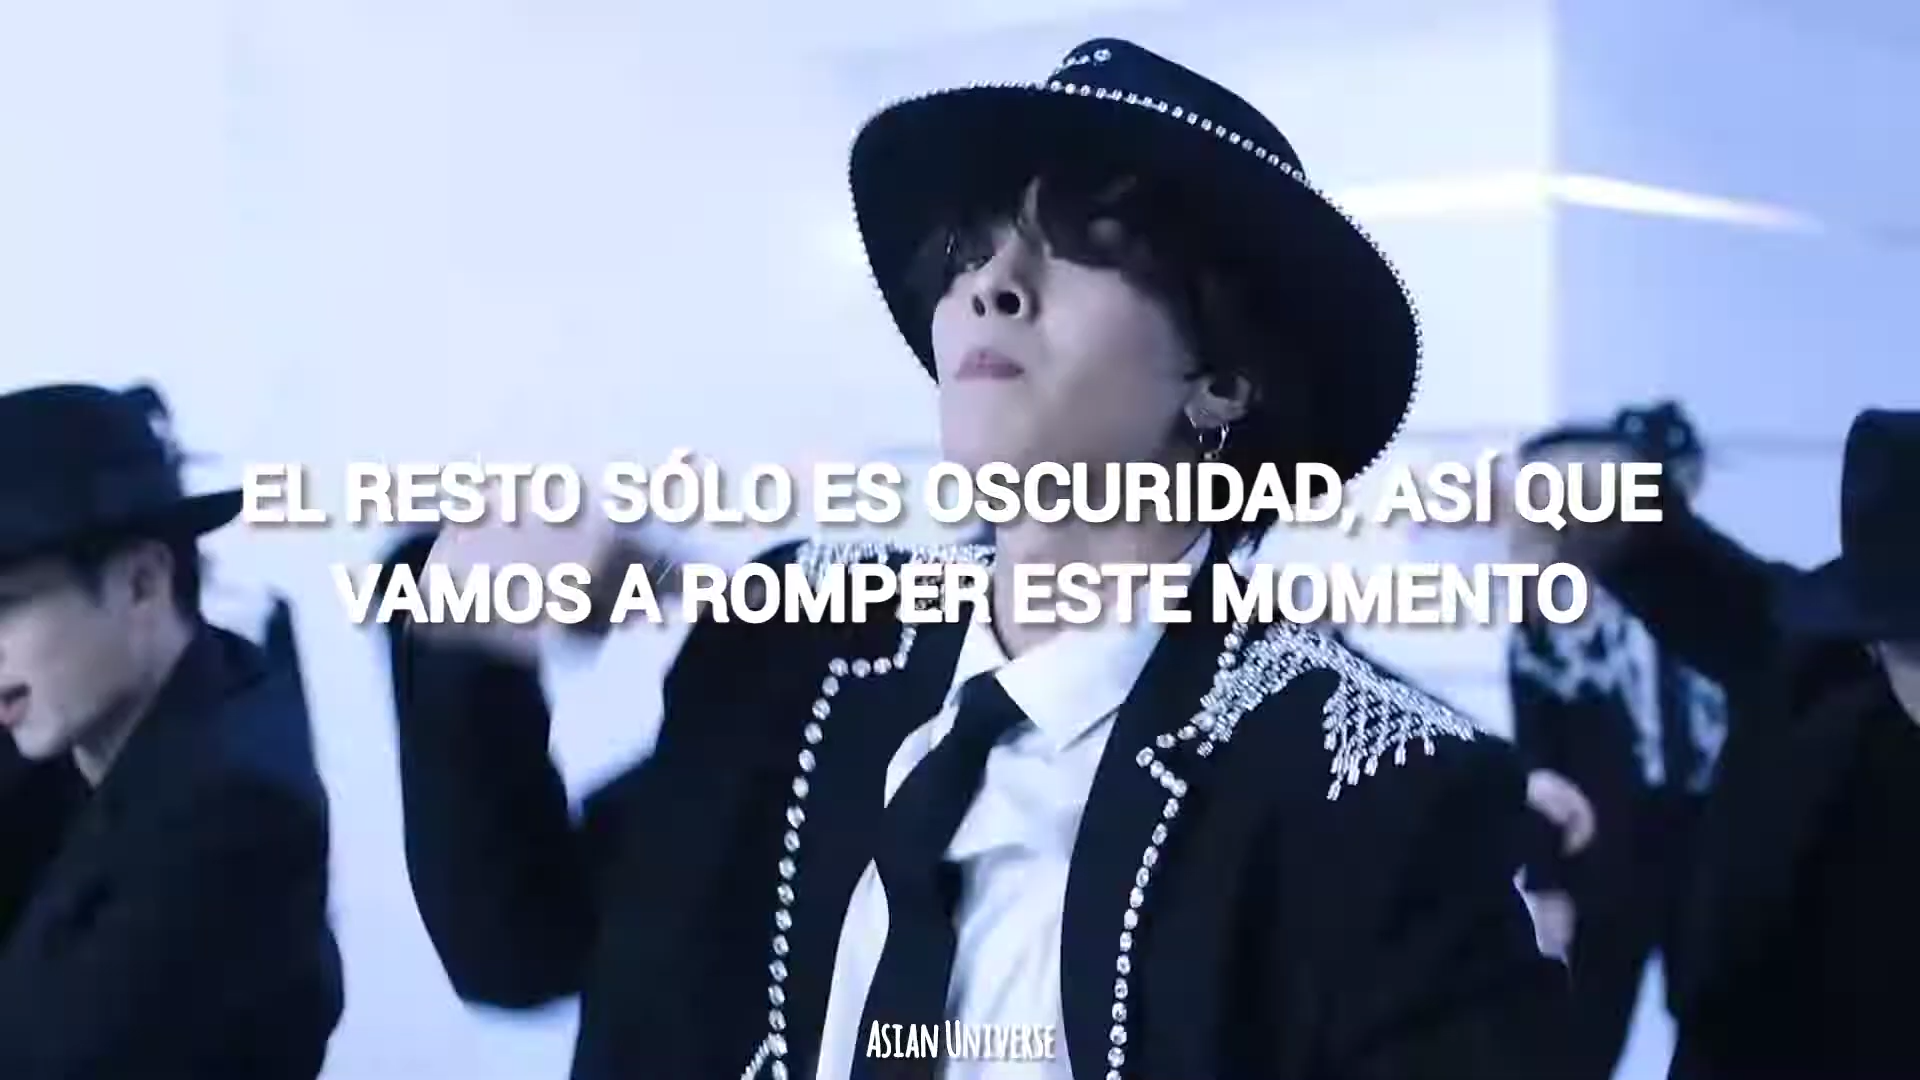 EL RESTO SÓLO ES OSCURIDAD, ASÍ QUE
VAMOS A ROMPER ESTE MOMENTO
ASIAN UNIVERSE